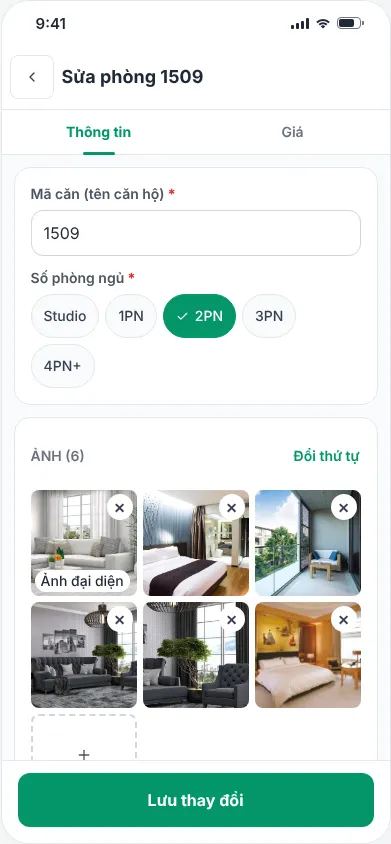 9:41
Sửa phòng 1509
Thông tin
Giá
Mã căn (tên căn hộ) *
1509
Số phòng ngủ *
Studio
1PN
2PN
3PN
4PN+
ẢNH (6)
Đổi thứ tự
Ảnh đại diện
Lưu thay đổi